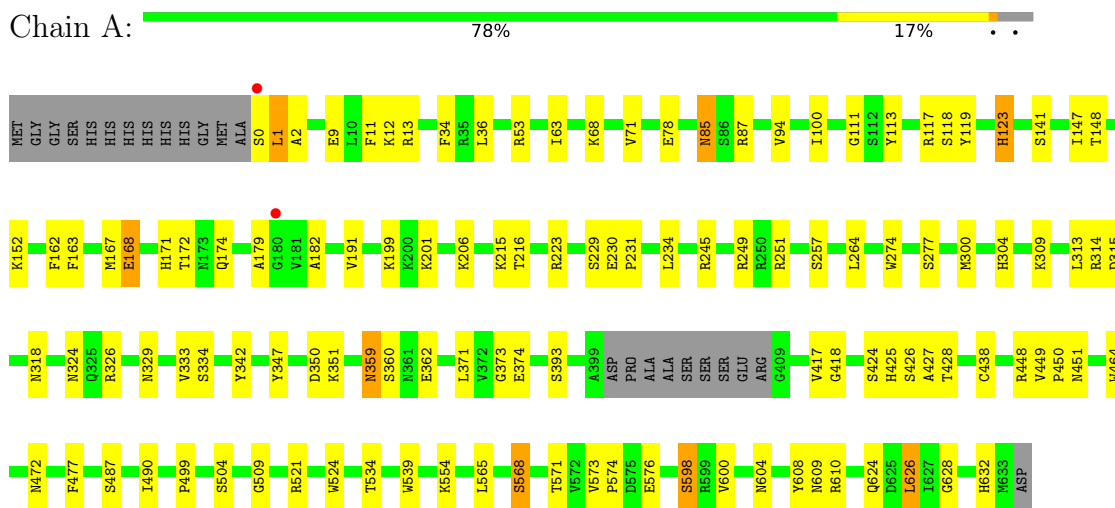 Chain A:
78% 17% • •
MET GLY GLY SER HIS HIS HIS HIS HIS HIS GLY MET ALA S0 L1 A2 E9 L10 F11 K12 R13 F34 R35 L36 R53 I63 K68 V71 E78 N85 S86 R87 V94 I100 G111 S112 Y113 R117 S118 Y119 H123 S141 I147 T148
K152 F162 F163 M167 E168 H171 T172 N173 Q174 A179 G180 V181 A182 V191 K199 K200 K201 K206 K215 T216 R223 S229 E230 P231 L234 R245 R249 R250 R251 S257 L264 W274 S277 M300 H304 K309 L313 R314
N318 N324 Q325 R326 N329 V333 S334 Y342 Y347 D350 K351 N359 S360 N361 E362 L371 V372 G373 E374 S393 A399 ASP PRO ALA ALA SER SER SER GLU ARG G409 V417 G418 S424 H425 S426 A427 T428 C438 R448 V449 P450 N451
N472 F477 S487 I490 P499 S504 G509 R521 W524 T534 W539 K554 L565 S568 T571 V572 V573 P574 D575 E576 S598 R599 V600 N604 Y608 N609 R610 Q624 D625 L626 I627 G628 H632 M633 ASP